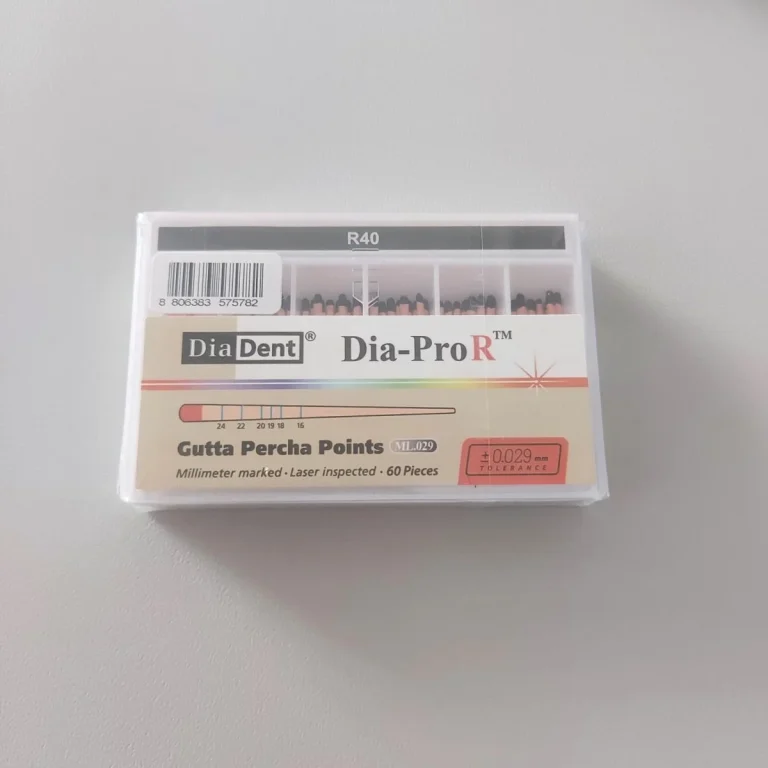 R40
8 806383 575782
DiaDent® Dia-ProR™
24 22 20 19 18 16
Gutta Percha Points ML.029
Millimeter marked · Laser inspected · 60 Pieces
± 0.029 mm
TOLERANCE